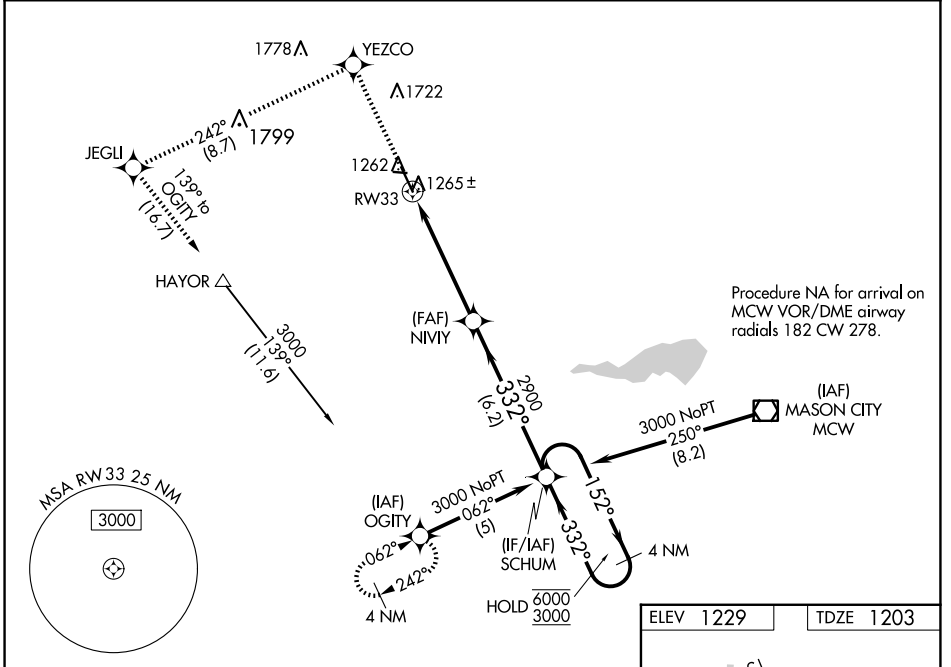 1778
YEZCO
1722
242°
(8.7)
1799
JEGLI
1262
1265 ±
RW33
139° to
OGITY
(16.7)
HAYOR
3000
139°
(11.6)
(FAF)
NIVIY
Procedure NA for arrival on
MCW VOR/DME airway
radials 182 CW 278.
2900
332°
(6.2)
(IAF)
MASON CITY
MCW
3000 NoPT
250°
(8.2)
MSA RW33 25 NM
3000
(IAF)
OGITY
3000 NoPT
062°
(5)
062°
242°
4 NM
(IF/IAF)
SCHUM
152°
332°
4 NM
HOLD 6000
3000
ELEV 1229
TDZE 1203